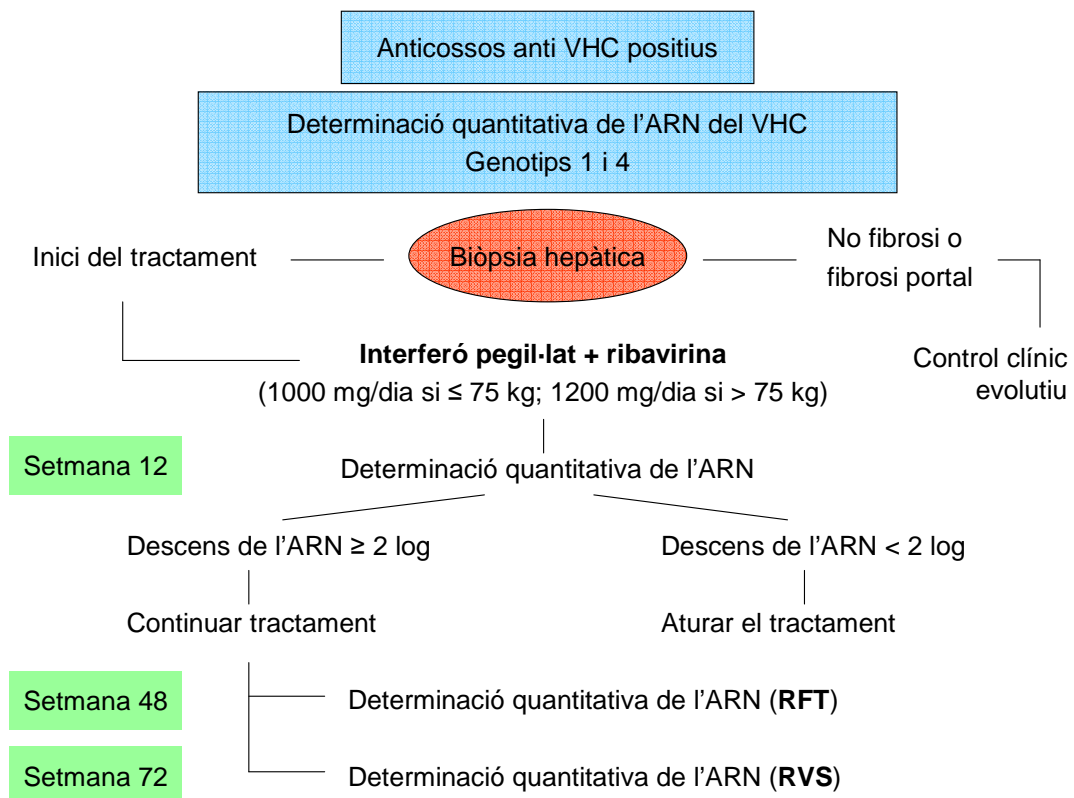 Anticossos anti VHC positius
Determinació quantitativa de l'ARN del VHC
Genotips 1 i 4
Inici del tractament
Biòpsia hepàtica
No fibrosi o
fibrosi portal
Interferó pegil·lat + ribavirina
(1000 mg/dia si ≤ 75 kg; 1200 mg/dia si > 75 kg)
Control clínic
evolutiu
Setmana 12
Determinació quantitativa de l'ARN
Descens de l'ARN ≥ 2 log
Descens de l'ARN < 2 log
Continuar tractament
Aturar el tractament
Setmana 48
Determinació quantitativa de l'ARN (RFT)
Setmana 72
Determinació quantitativa de l'ARN (RVS)